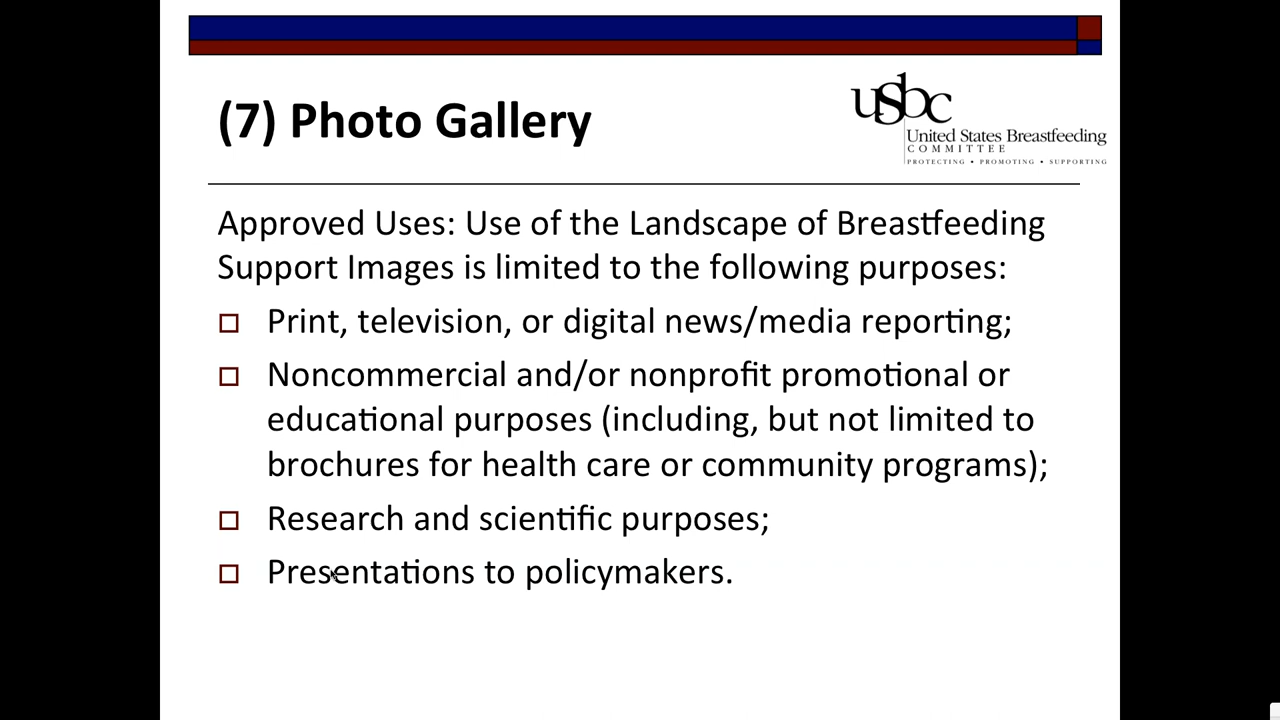 (7) Photo Gallery
usbc
United States Breastfeeding
COMMITTEE
PROTECTING • PROMOTING • SUPPORTING
Approved Uses: Use of the Landscape of Breastfeeding
Support Images is limited to the following purposes:
Print, television, or digital news/media reporting;
Noncommercial and/or nonprofit promotional or
educational purposes (including, but not limited to
brochures for health care or community programs);
Research and scientific purposes;
Presentations to policymakers.